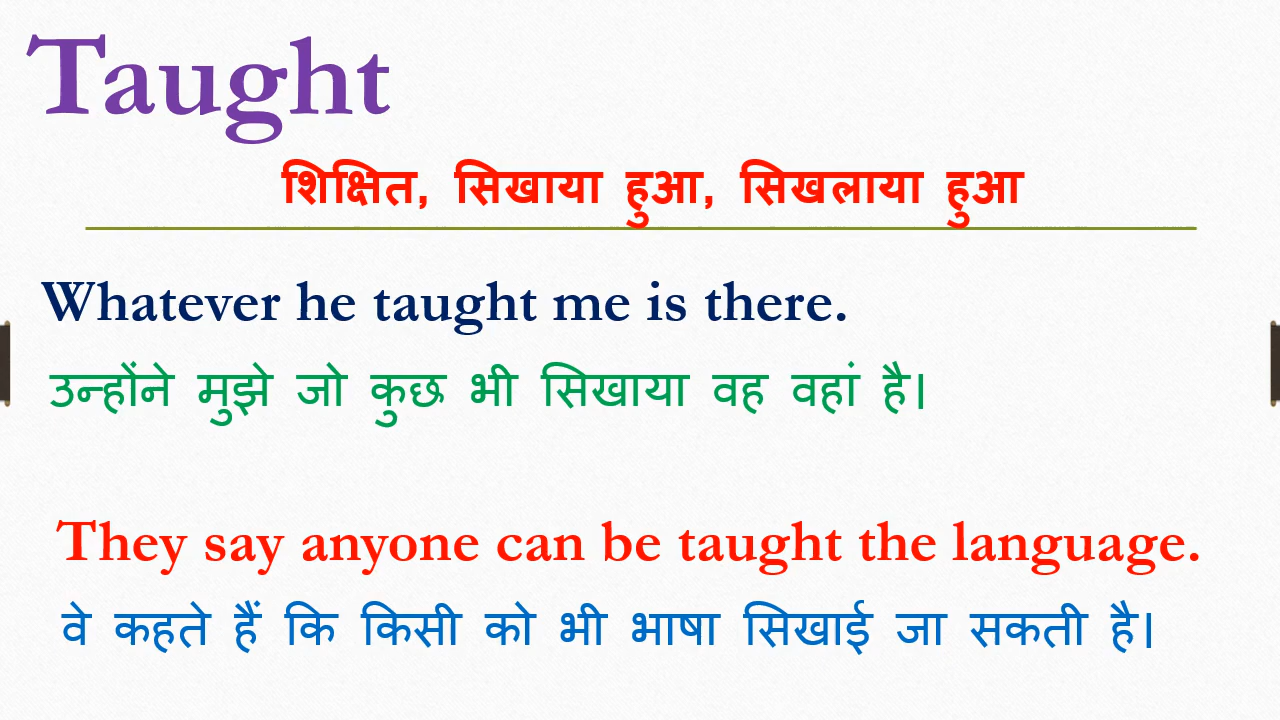 Taught
शिक्षित, सिखाया हुआ, सिखलाया हुआ
Whatever he taught me is there.
उन्होंने मुझे जो कुछ भी सिखाया वह वहां है।
They say anyone can be taught the language.
वे कहते हैं कि किसी को भी भाषा सिखाई जा सकती है।